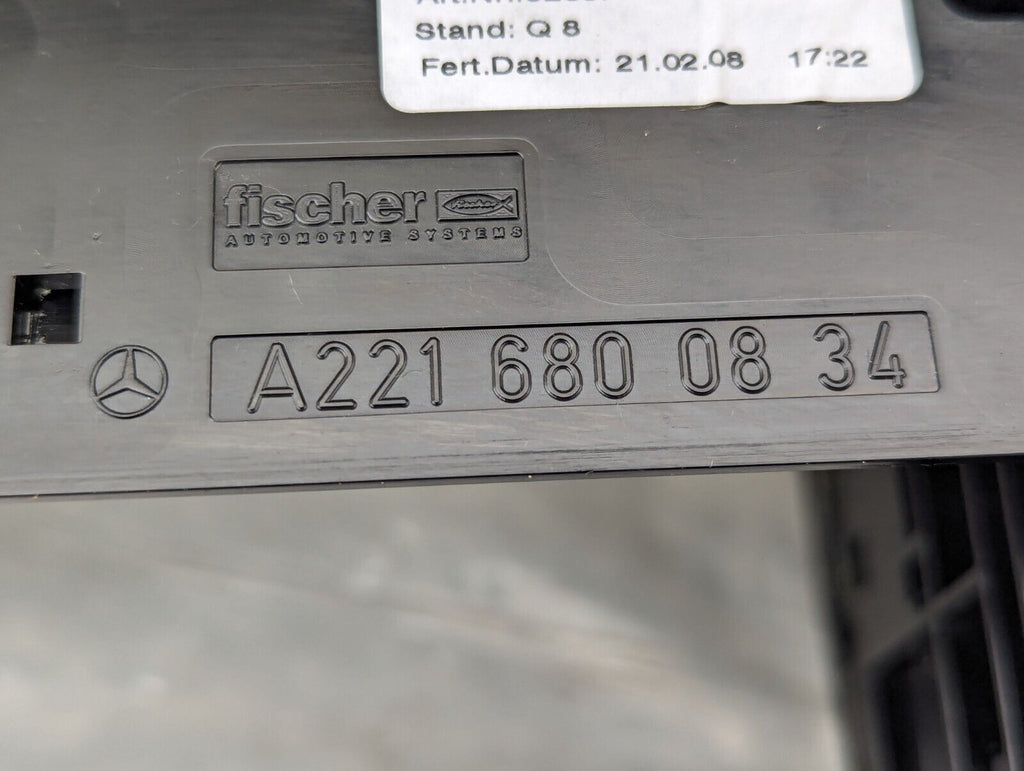 Stand: Q 8
Fert.Datum: 21.02.08 17:22
fischer
AUTOMOTIVE SYSTEMS
A221 680 08 34